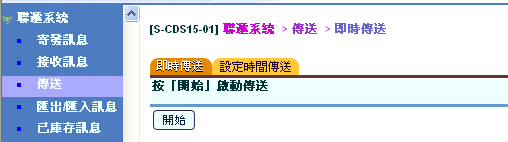 聯遞系統
寄發訊息
接收訊息
傳送
匯出/匯入訊息
已庫存訊息
[S-CDS15-01] 聯遞系統 > 傳送 > 即時傳送
即時傳送
設定時間傳送
按「開始」啟動傳送
開始